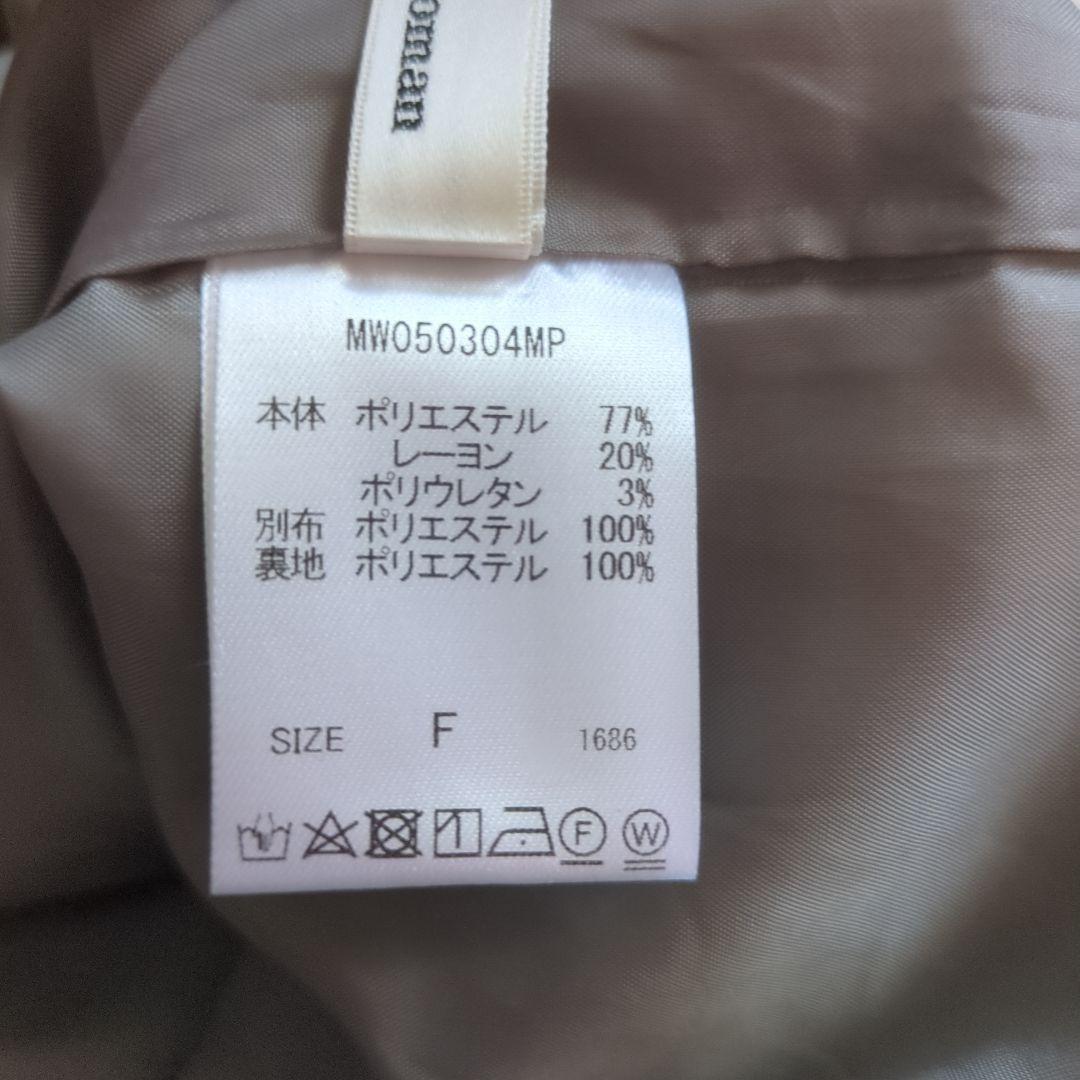 oman
MW050304MP
本体 ポリエステル 77%
レーヨン 20%
ポリウレタン 3%
別布 ポリエステル 100%
裏地 ポリエステル 100%
SIZE F 1686
F W